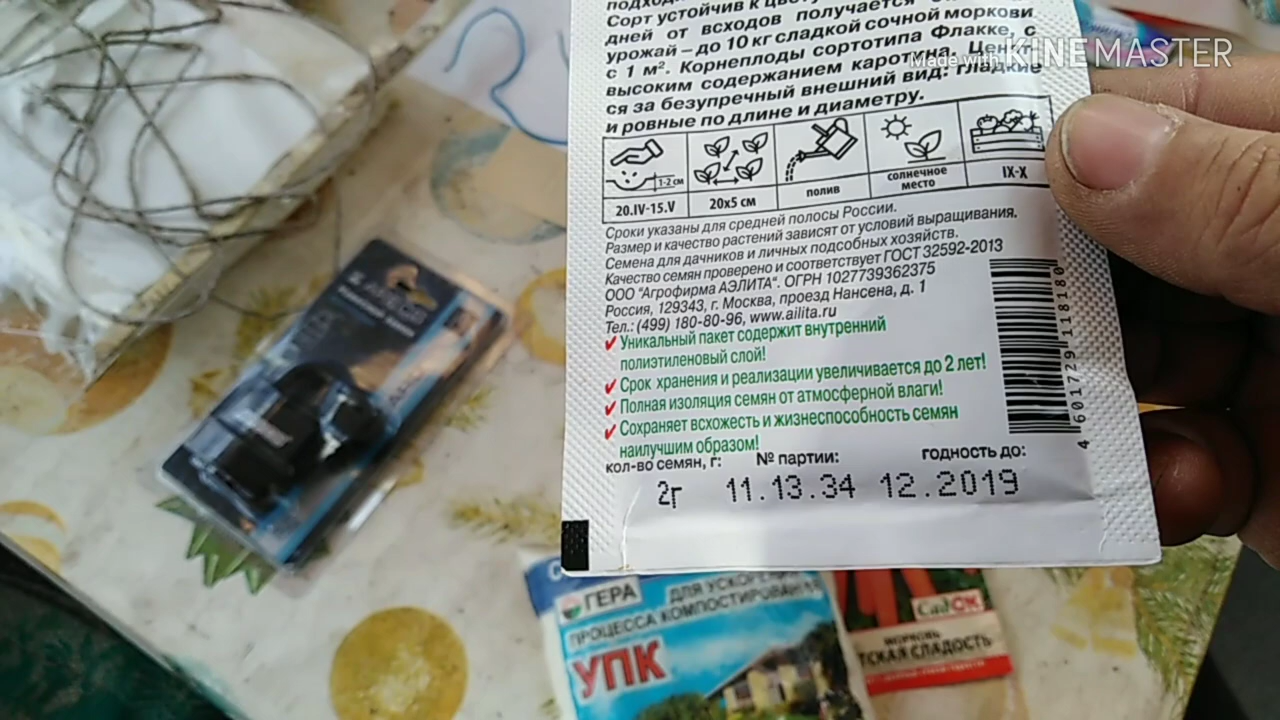 Сорт устойчив к
дней от всходов получается
урожай – до 10 кг сладкой сочной моркови
с 1 м². Корнеплоды сортотипа Флакке, с
высоким содержанием каротина.
ся за безупречный внешний вид: гладкие
и ровные по длине и диаметру.
Made with KINEMASTER
1-2 см
20.IV-15.V
20x5 см
полив
солнечное
место
IX-X
Сроки указаны для средней полосы России.
Размер и качество растений зависят от условий выращивания.
Семена для дачников и личных подсобных хозяйств.
Качество семян проверено и соответствует ГОСТ 32592-2013
ООО "Агрофирма АЭЛИТА". ОГРН 1027739362375
Россия, 129343, г. Москва, проезд Нансена, д. 1
Тел.: (499) 180-80-96, www.ailita.ru
Уникальный пакет содержит внутренний
полиэтиленовый слой!
Срок хранения и реализации увеличивается до 2 лет!
Полная изоляция семян от атмосферной влаги!
Сохраняет всхожесть и жизнеспособность семян
наилучшим образом!
кол-во семян, г: № партии: годность до:
2г 11.13.34 12.2019
4 601729 118180
ГЕРА
ДЛЯ УСКОРЕНИЯ
ПРОЦЕССА КОМПОСТИРОВАНИЯ
УПК
СадОК
МОРКОВЬ
СЛАДОСТЬ